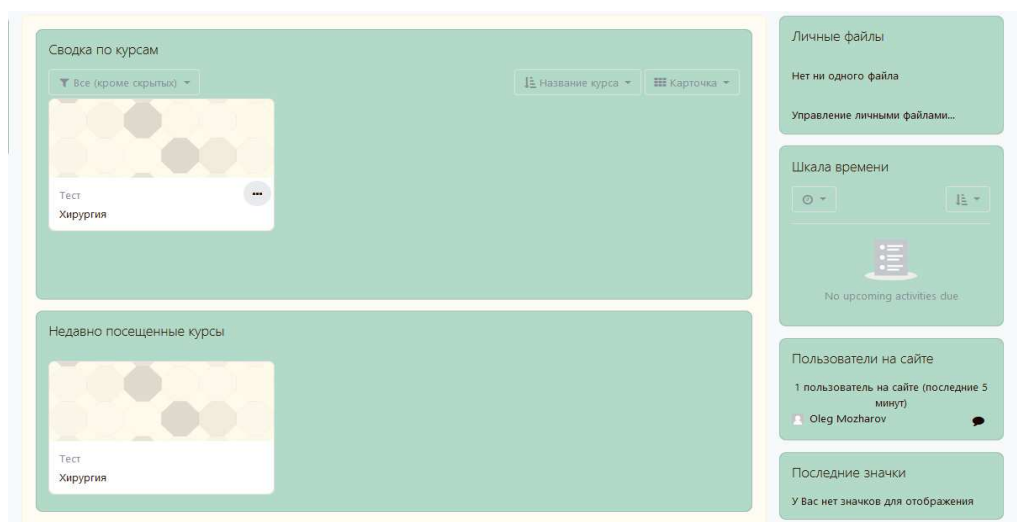 Сводка по курсам
Все (кроме скрытых)
Название курса
Карточка
Тест
Хирургия
Недавно посещенные курсы
Тест
Хирургия
Личные файлы
Нет ни одного файла
Управление личными файлами...
Шкала времени
No upcoming activities due
Пользователи на сайте
1 пользователь на сайте (последние 5
минут)
Oleg Mozharov
Последние значки
У Вас нет значков для отображения